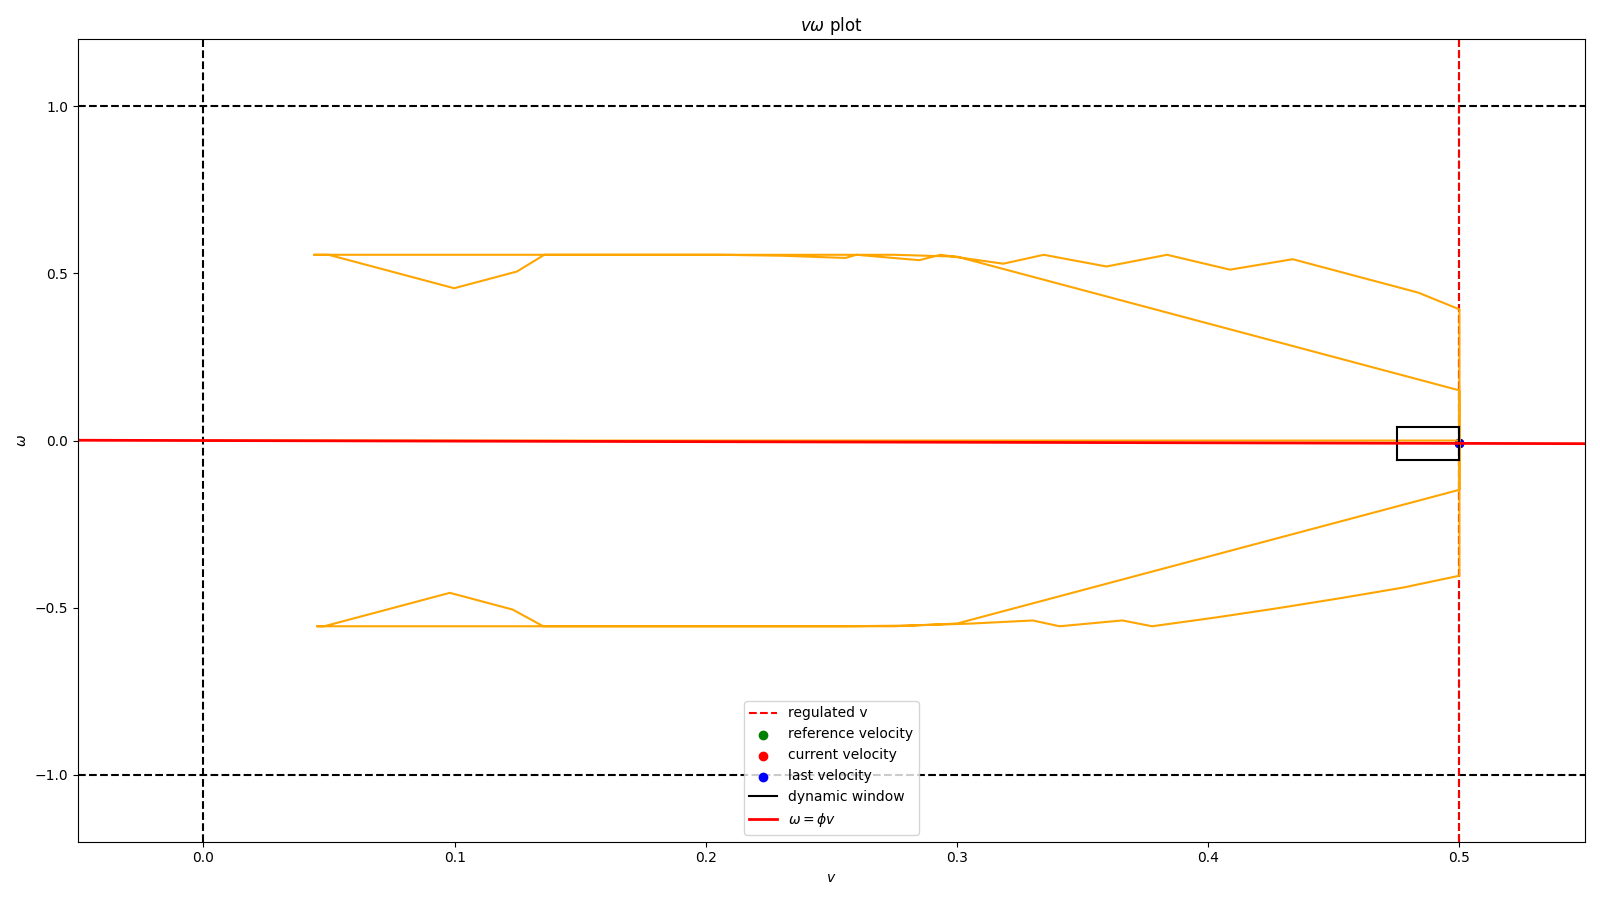 vω plot
1.0
0.5
0.0
−0.5
−1.0
ω
0.0 0.1 0.2 0.3 0.4 0.5
v
regulated v
reference velocity
current velocity
last velocity
dynamic window
ω = ϕv